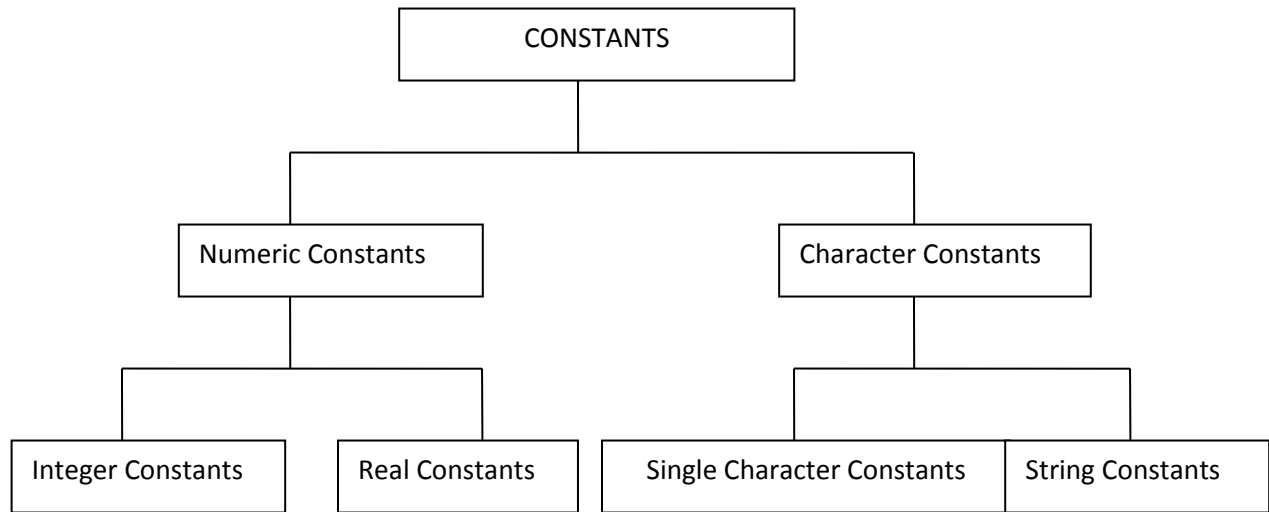 CONSTANTS
Numeric Constants
Character Constants
Integer Constants
Real Constants
Single Character Constants
String Constants